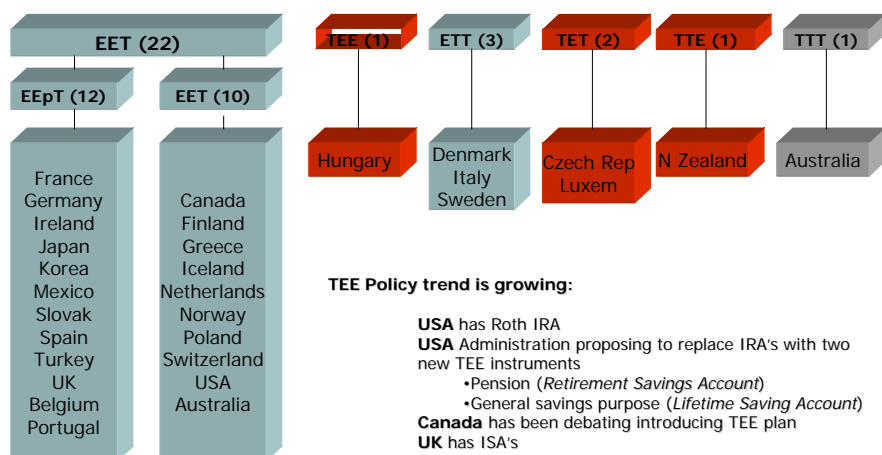 EET (22)
TEE (1)
ETT (3)
TET (2)
TTE (1)
TTT (1)
EEpT (12)
EET (10)
France
Germany
Ireland
Japan
Korea
Mexico
Slovak
Spain
Turkey
UK
Belgium
Portugal
Canada
Finland
Greece
Iceland
Netherlands
Norway
Poland
Switzerland
USA
Australia
Hungary
Denmark
Italy
Sweden
Czech Rep
Luxem
N Zealand
Australia
TEE Policy trend is growing:
USA has Roth IRA
USA Administration proposing to replace IRA's with two
new TEE instruments
•Pension (Retirement Savings Account)
•General savings purpose (Lifetime Saving Account)
Canada has been debating introducing TEE plan
UK has ISA's